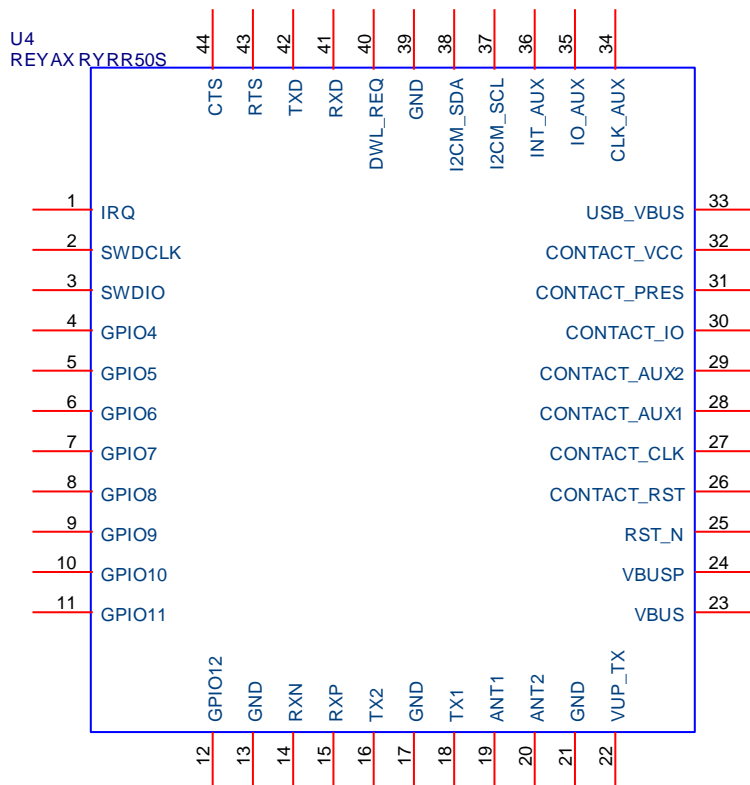 U4
REYAX RYRR50S
44 43 42 41 40 39 38 37 36 35 34
CTS RTS TXD RXD DWL_REQ GND I2CM_SDA I2CM_SCL INT_AUX IO_AUX CLK_AUX
1 IRQ USB_VBUS 33
2 SWDCLK CONTACT_VCC 32
3 SWDIO CONTACT_PRES 31
4 GPIO4 CONTACT_IO 30
5 GPIO5 CONTACT_AUX2 29
6 GPIO6 CONTACT_AUX1 28
7 GPIO7 CONTACT_CLK 27
8 GPIO8 CONTACT_RST 26
9 GPIO9 RST_N 25
10 GPIO10 VBUSP 24
11 GPIO11 VBUS 23
GPIO12 GND RXN RXP TX2 GND TX1 ANT1 ANT2 GND VUP_TX
12 13 14 15 16 17 18 19 20 21 22